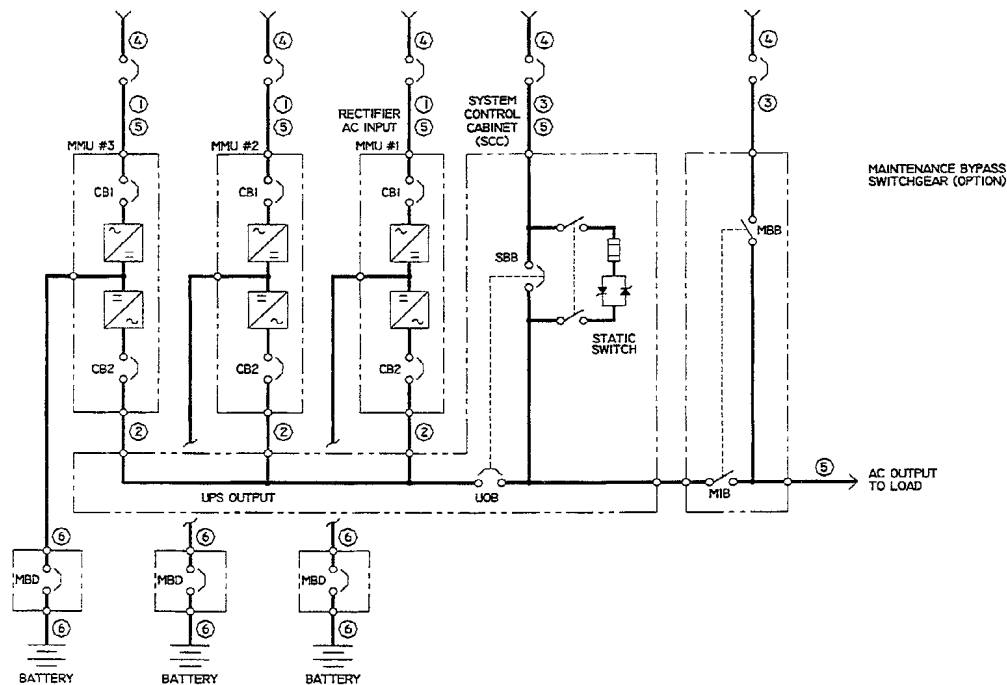 ④ ④ ④ ④ ④
① ① ① ③ ③
⑤ ⑤ ⑤ ⑤
RECTIFIER
AC INPUT
SYSTEM
CONTROL
CABINET
(SCC)
MMU #3
MMU #2
MMU #1
MAINTENANCE BYPASS
SWITCHGEAR (OPTION)
CB1
CB1
CB1
MBB
SBB
STATIC
SWITCH
CB2
CB2
CB2
② ② ②
UPS OUTPUT
UOB
MIB
⑤
AC OUTPUT
TO LOAD
⑥ ⑥ ⑥
MBD
MBD
MBD
⑥ ⑥ ⑥
BATTERY
BATTERY
BATTERY